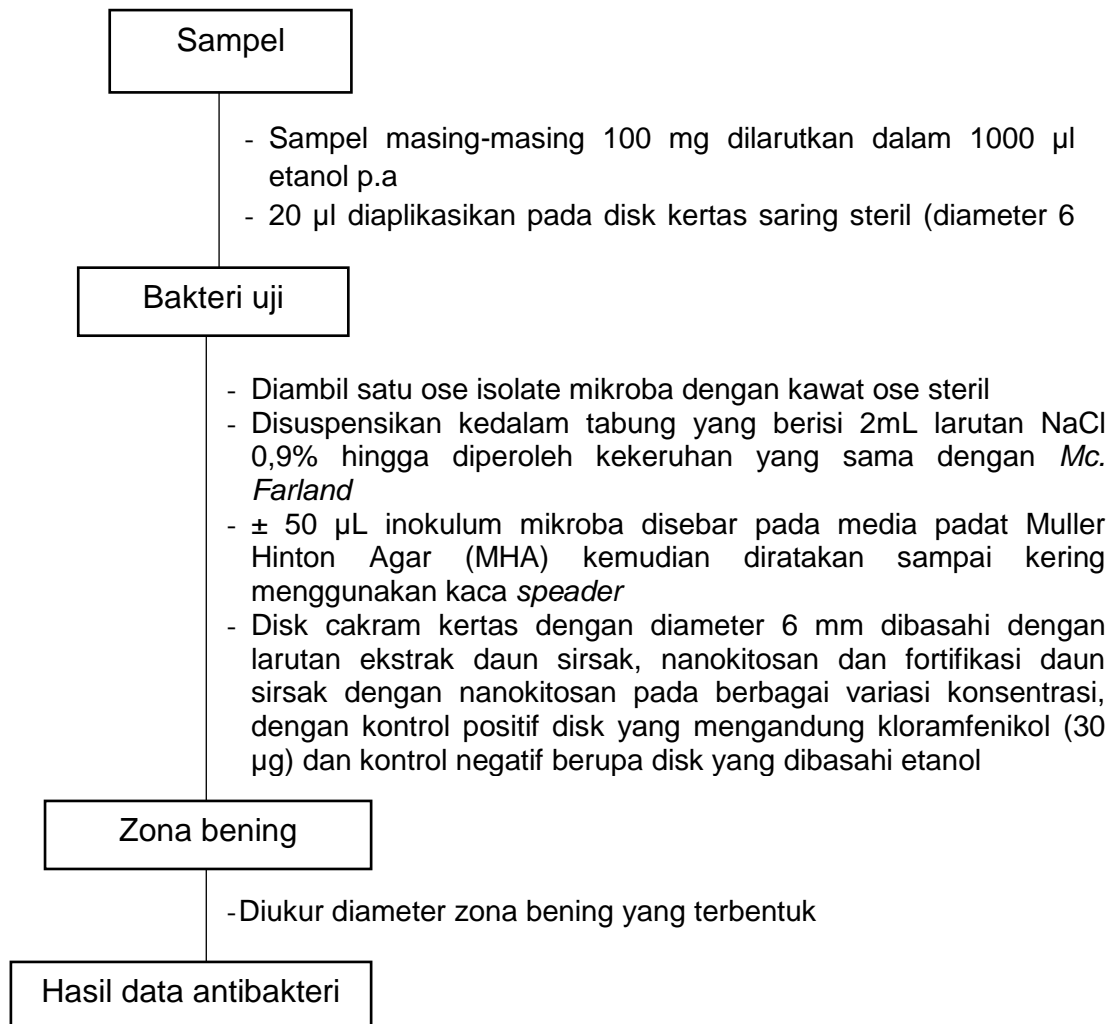 Sampel
- Sampel masing-masing 100 mg dilarutkan dalam 1000 µl
etanol p.a
- 20 µl diaplikasikan pada disk kertas saring steril (diameter 6
Bakteri uji
- Diambil satu ose isolate mikroba dengan kawat ose steril
- Disuspensikan kedalam tabung yang berisi 2mL larutan NaCl
0,9% hingga diperoleh kekeruhan yang sama dengan Mc.
Farland
- ± 50 µL inokulum mikroba disebar pada media padat Muller
Hinton Agar (MHA) kemudian diratakan sampai kering
menggunakan kaca speader
- Disk cakram kertas dengan diameter 6 mm dibasahi dengan
larutan ekstrak daun sirsak, nanokitosan dan fortifikasi daun
sirsak dengan nanokitosan pada berbagai variasi konsentrasi,
dengan kontrol positif disk yang mengandung kloramfenikol (30
µg) dan kontrol negatif berupa disk yang dibasahi etanol
Zona bening
-Diukur diameter zona bening yang terbentuk
Hasil data antibakteri